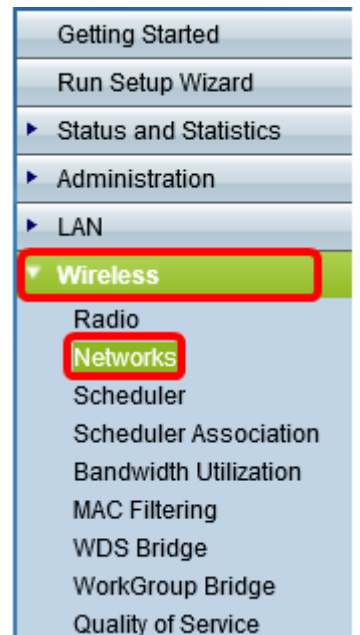 Getting Started
Run Setup Wizard
Status and Statistics
Administration
LAN
Wireless
Radio
Networks
Scheduler
Scheduler Association
Bandwidth Utilization
MAC Filtering
WDS Bridge
WorkGroup Bridge
Quality of Service